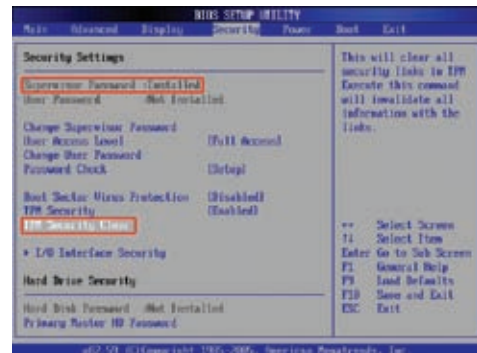 BIOS SETUP UTILITY
Main Advanced Display Security Power Boot Exit
Security Settings
Supervisor Password :Installed
User Password :Not Installed
Change Supervisor Password
User Access Level [Full Access]
Change User Password
Password Check [Setup]
Boot Sector Virus Protection [Disabled]
TPM Security [Enabled]
TPM Security Clear
I/O Interface Security
Hard Drive Security
Hard Disk Password :Not Installed
Primary Master HD Password
This will clear all
security links in TPM
Execute this command
will invalidate all
information with the
links.
Select Screen
↑↓ Select Item
Enter Go to Sub Screen
F1 General Help
F9 Load Defaults
F10 Save and Exit
ESC Exit
(C)Copyright 1985-2005, American Megatrends, Inc.